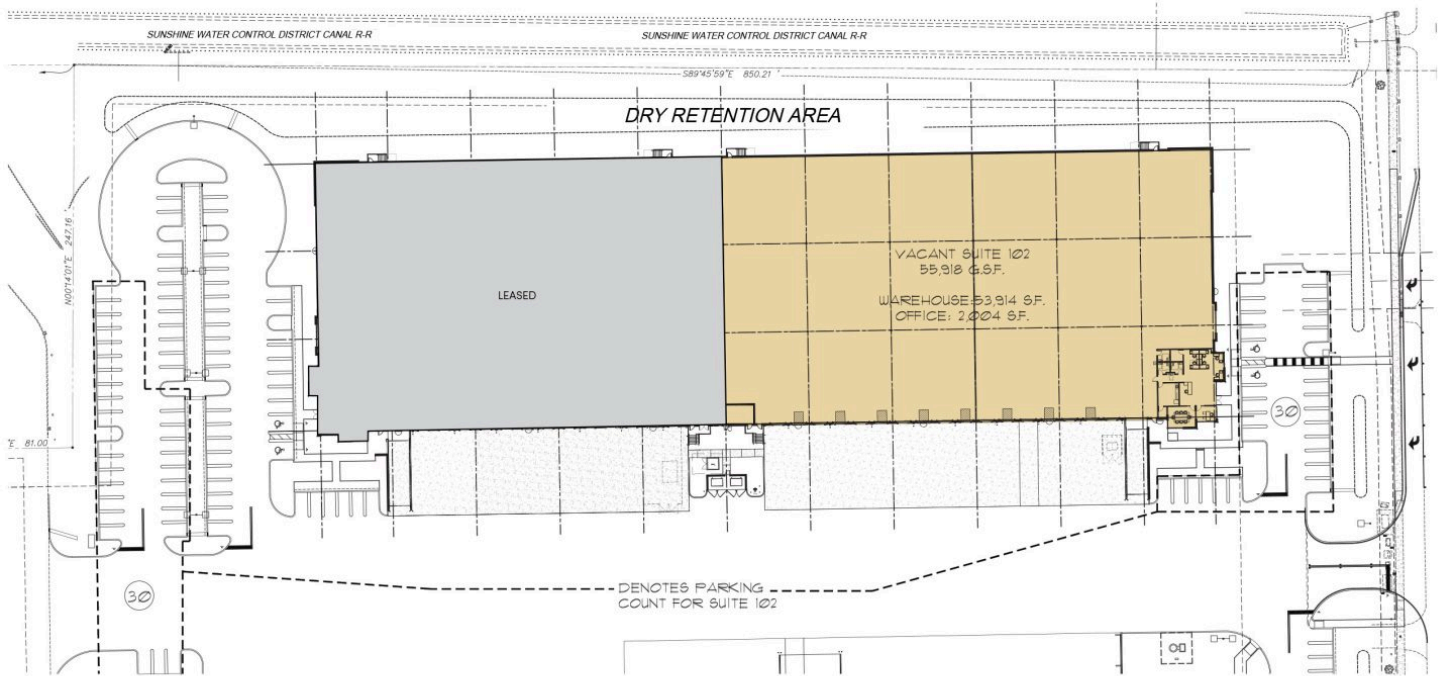 SUNSHINE WATER CONTROL DISTRICT CANAL R-R
SUNSHINE WATER CONTROL DISTRICT CANAL R-R
S89°45'59"E 850.21'
DRY RETENTION AREA
N00°14'01"E 247.16'
VACANT SUITE 102
55,918 G.S.F.
LEASED
WAREHOUSE: 53,914 S.F.
OFFICE: 2,004 S.F.
30
"E 81.00'
DENOTES PARKING
COUNT FOR SUITE 102
30